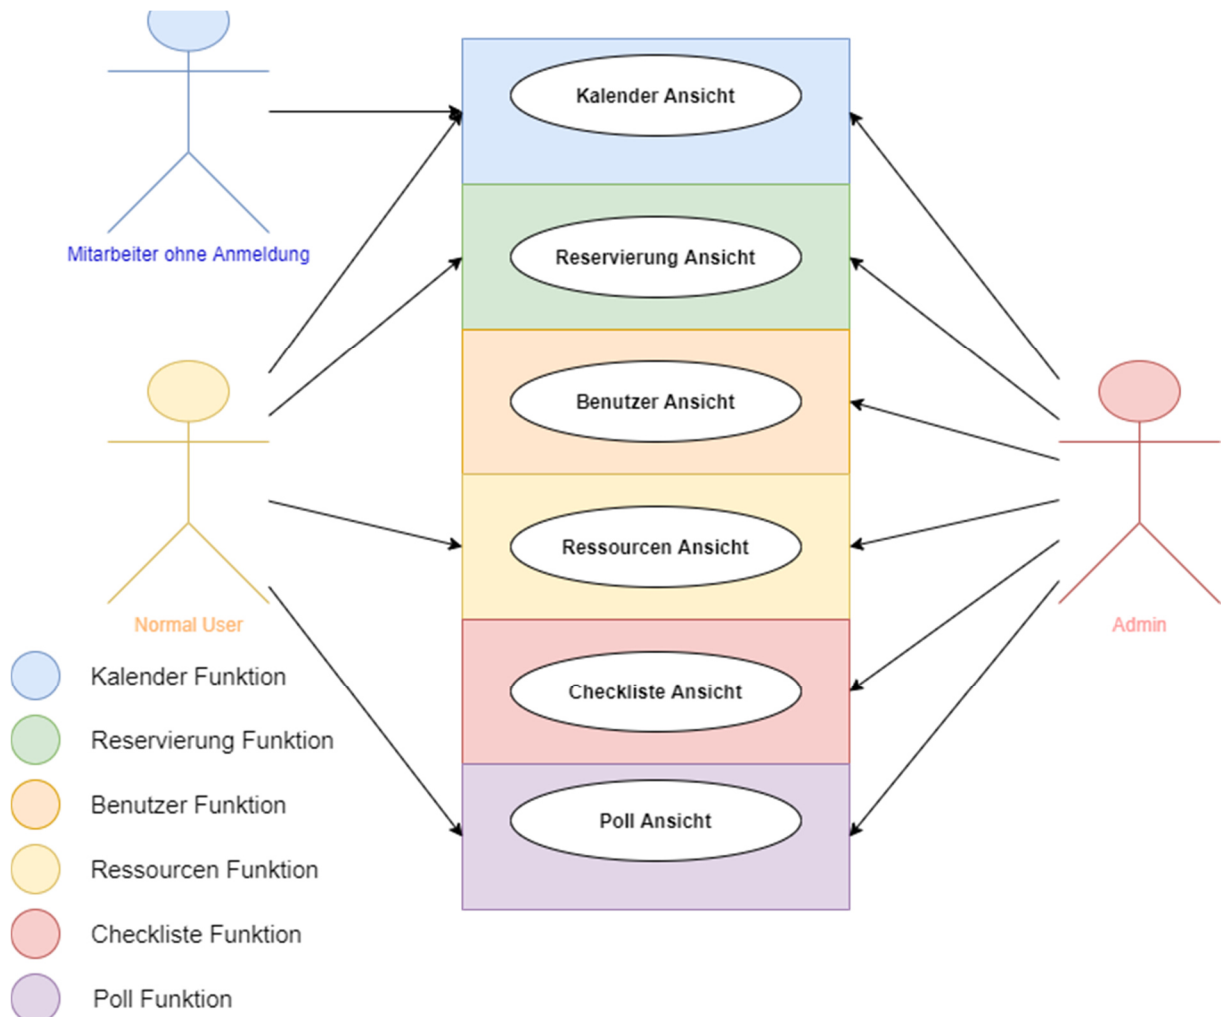 Kalender Ansicht
Reservierung Ansicht
Mitarbeiter ohne Anmeldung
Benutzer Ansicht
Ressourcen Ansicht
Normal User
Admin
Checkliste Ansicht
Poll Ansicht
Kalender Funktion
Reservierung Funktion
Benutzer Funktion
Ressourcen Funktion
Checkliste Funktion
Poll Funktion